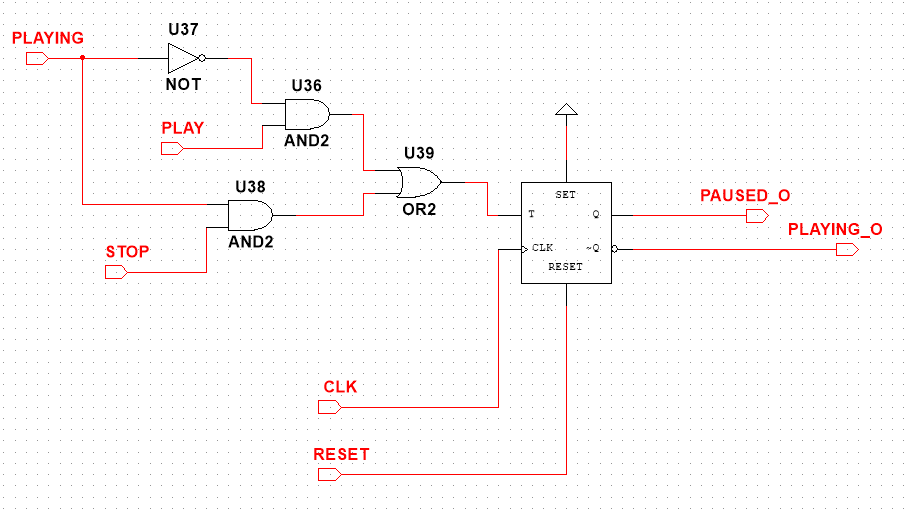 U37
PLAYING
NOT
U36
PLAY
AND2
U39
U38
OR2
AND2
STOP
SET
T
Q
CLK
~Q
RESET
PAUSED_O
PLAYING_O
CLK
RESET